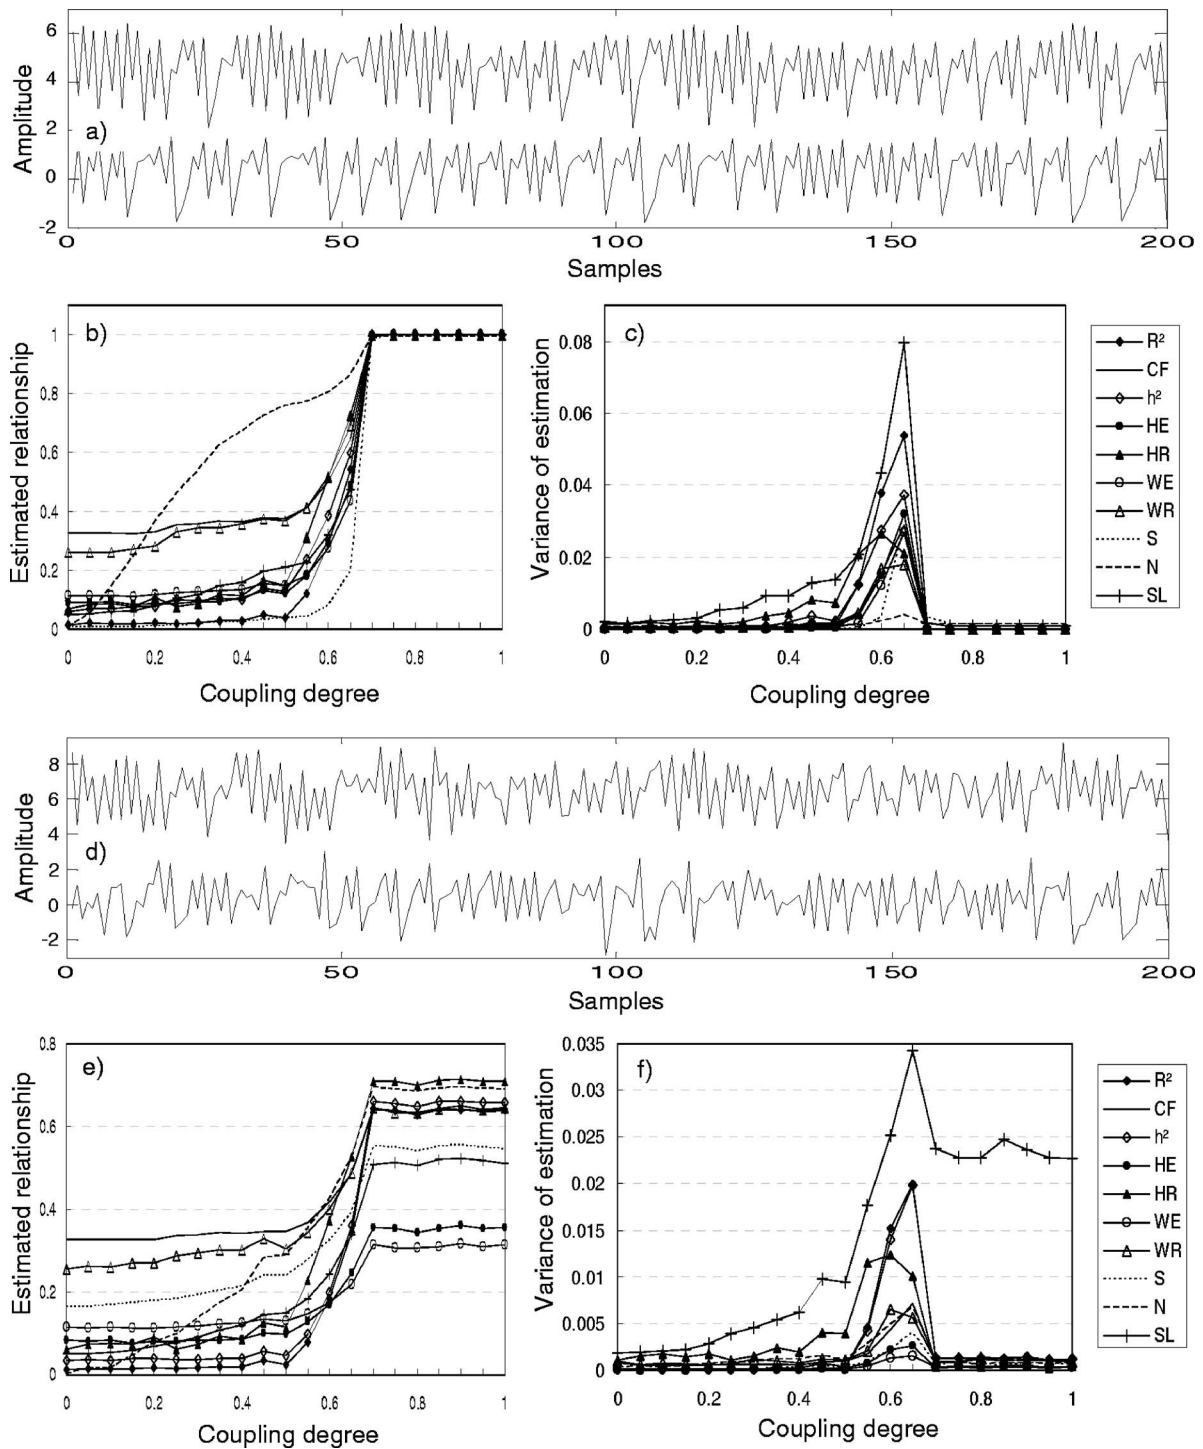 6
4
2
0
-2
Amplitude
a)
0
50
100
150
200
Samples
b)
1
0.8
0.6
0.4
0.2
0
Estimated relationship
0
0.2
0.4
0.6
0.8
1
Coupling degree
c)
0.08
0.06
0.04
0.02
0
Variance of estimation
0
0.2
0.4
0.6
0.8
1
Coupling degree
R²
CF
h²
HE
HR
WE
WR
S
N
SL
8
6
4
2
0
-2
Amplitude
d)
0
50
100
150
200
Samples
e)
0.8
0.6
0.4
0.2
0
Estimated relationship
0
0.2
0.4
0.6
0.8
1
Coupling degree
f)
0.035
0.03
0.025
0.02
0.015
0.01
0.005
0
Variance of estimation
0
0.2
0.4
0.6
0.8
1
Coupling degree
R²
CF
h²
HE
HR
WE
WR
S
N
SL